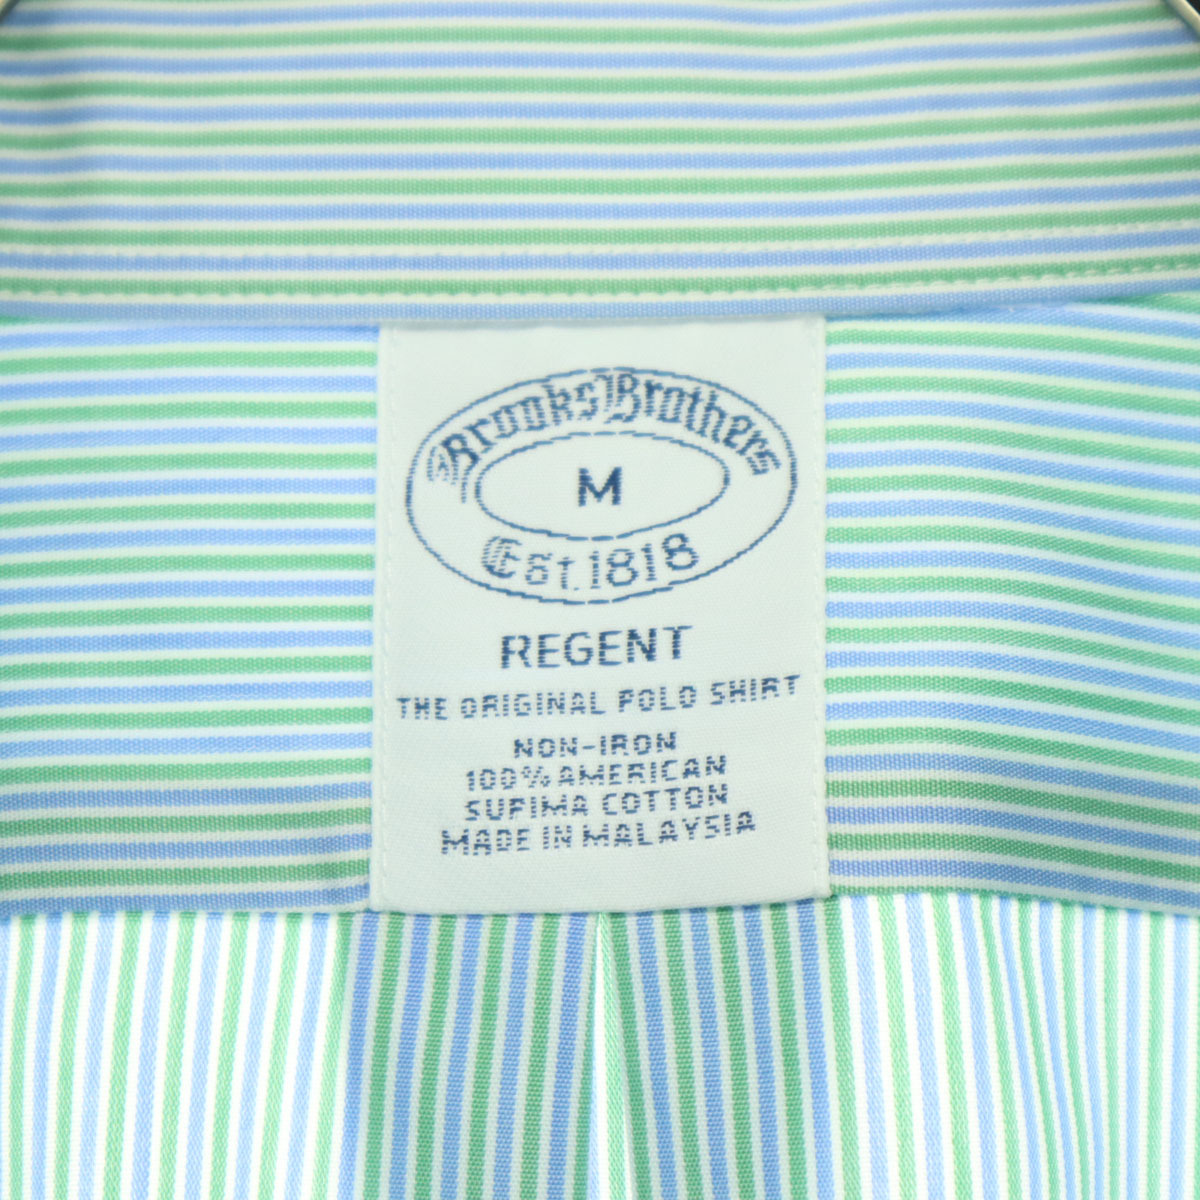 Brooks Brothers
M
Est. 1818
REGENT
THE ORIGINAL POLO SHIRT
NON-IRON
100% AMERICAN
SUPIMA COTTON
MADE IN MALAYSIA